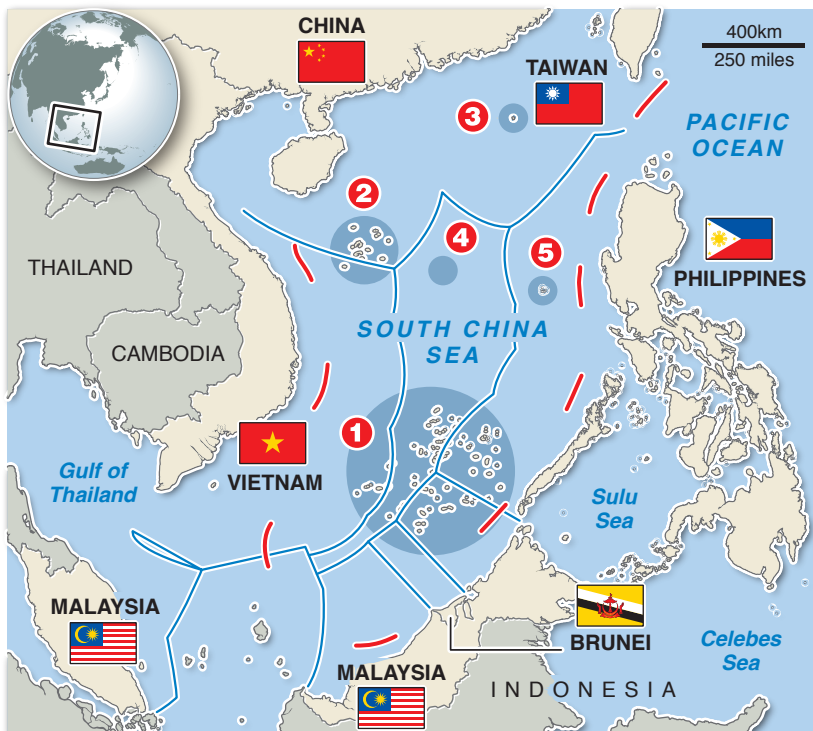 CHINA
400km
250 miles
TAIWAN
3
PACIFIC
OCEAN
2
4
5
THAILAND
PHILIPPINES
SOUTH CHINA
SEA
CAMBODIA
1
VIETNAM
Gulf of
Thailand
Sulu
Sea
MALAYSIA
BRUNEI
Celebes
Sea
MALAYSIA
INDONESIA